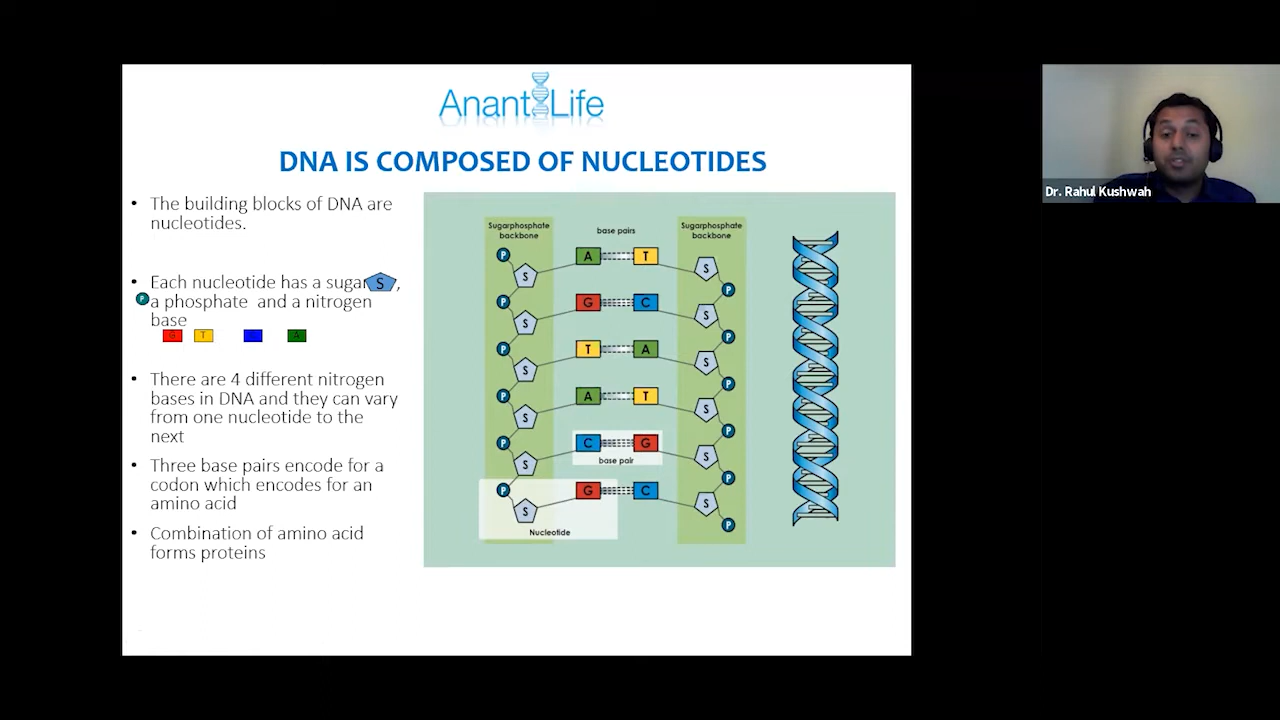 Anant Life
DNA IS COMPOSED OF NUCLEOTIDES
• The building blocks of DNA are
nucleotides.
• Each nucleotide has a sugar S ,
P a phosphate and a nitrogen
base
G T A
• There are 4 different nitrogen
bases in DNA and they can vary
from one nucleotide to the
next
• Three base pairs encode for a
codon which encodes for an
amino acid
• Combination of amino acid
forms proteins
Sugarphosphate
backbone
base pairs
Sugarphosphate
backbone
P A T
S S
P G C P
S S
P T A P
S S
P A T P
S S
P C G P
base pair
S S
P G C P
S S
Nucleotide
P
Dr. Rahul Kushwah